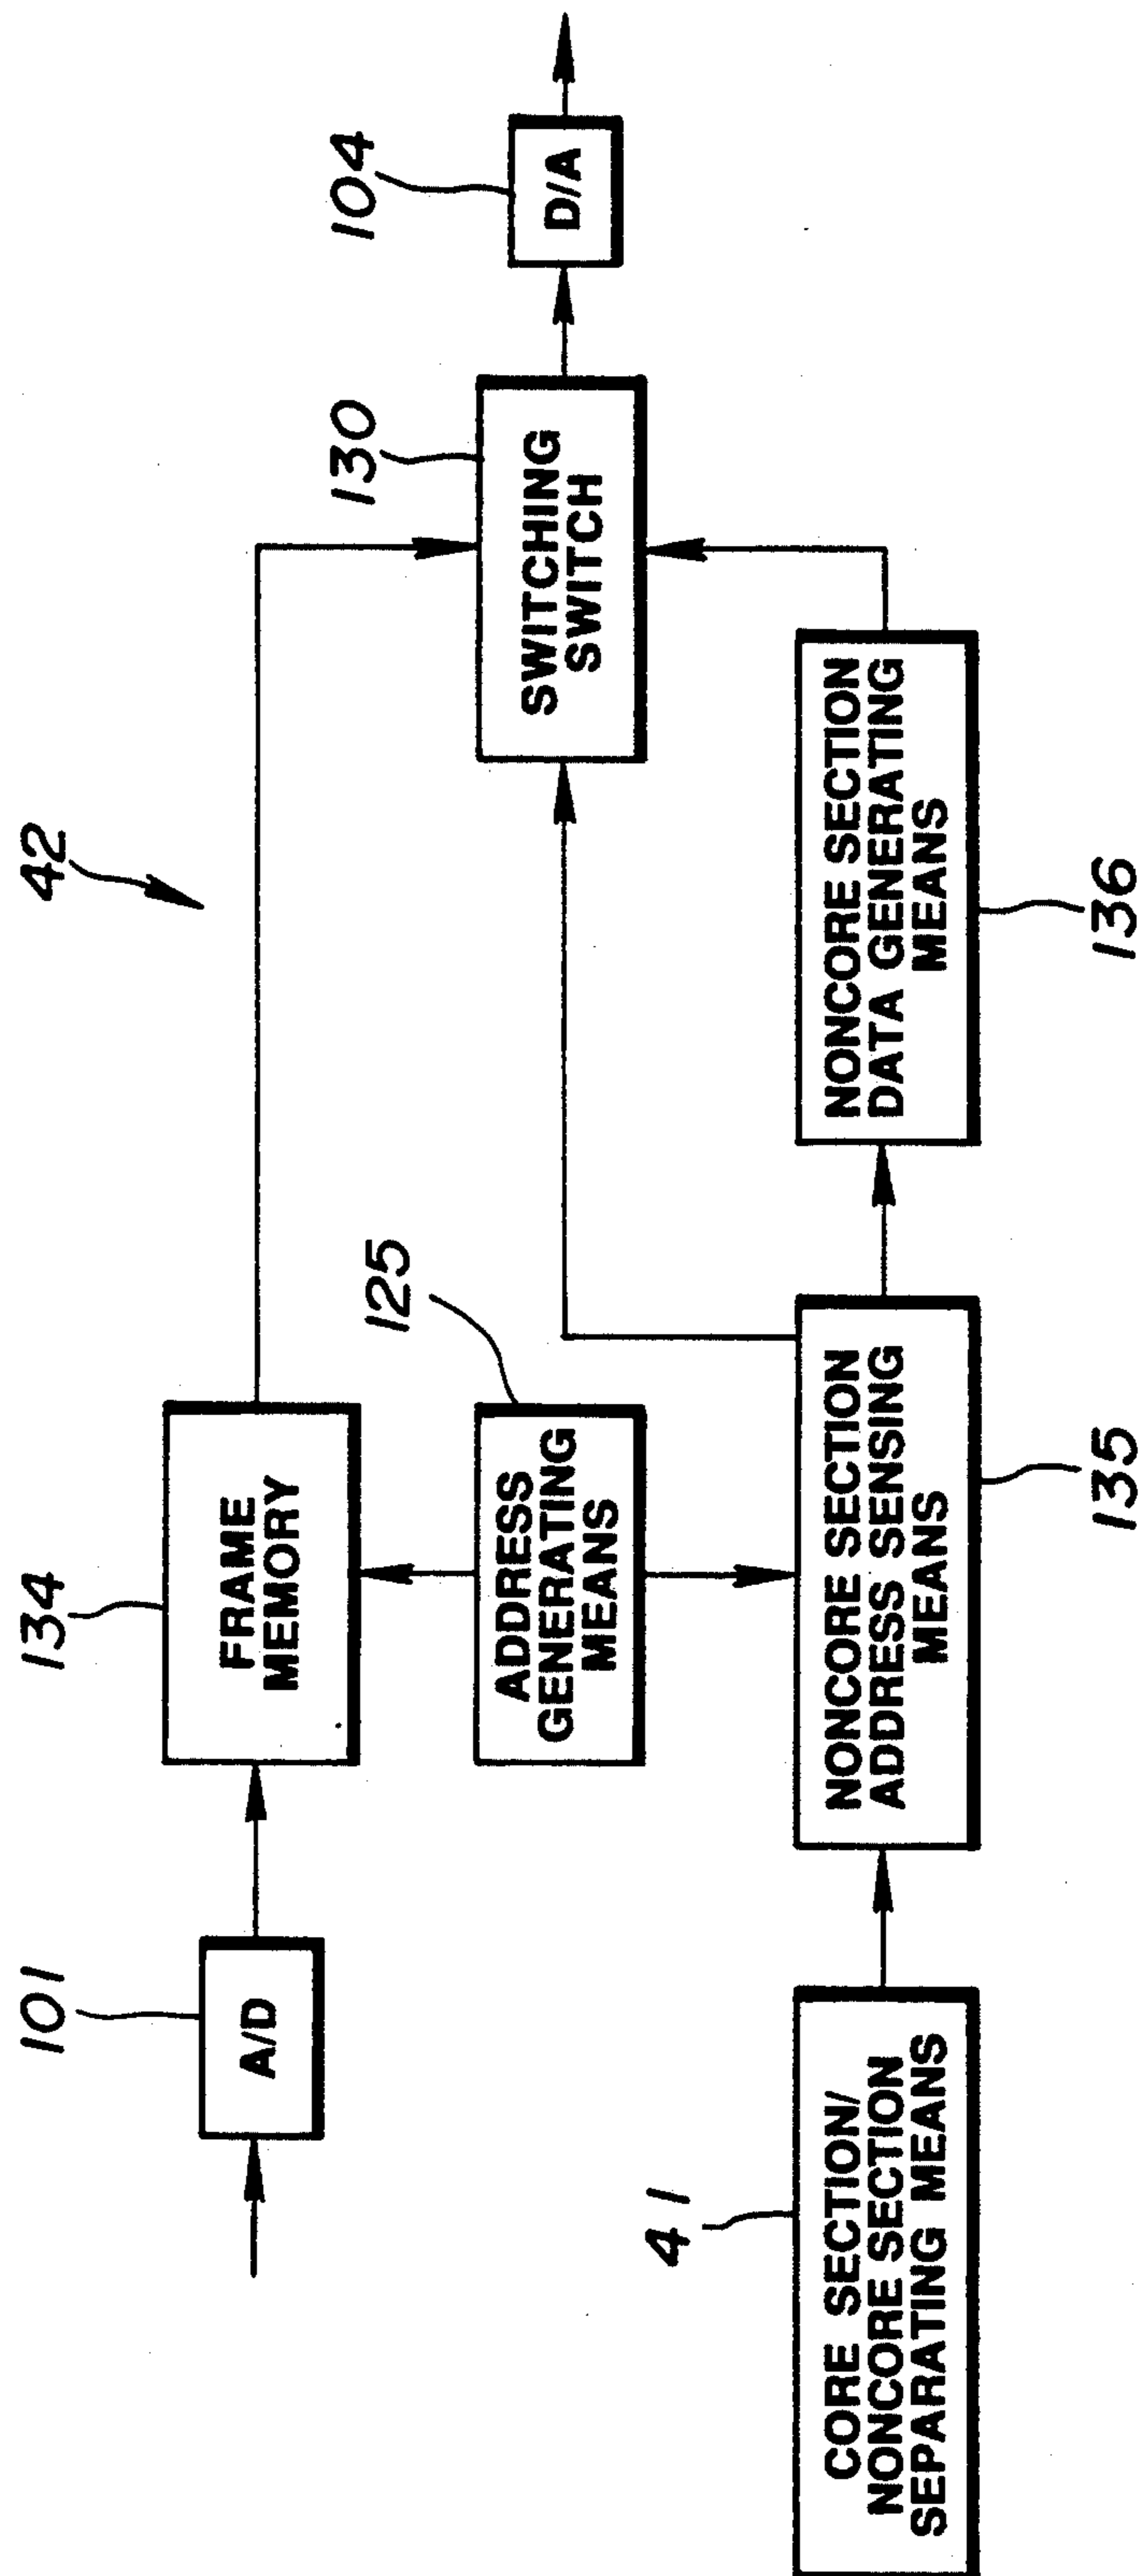 42
101
A/D
134
FRAME
MEMORY
125
ADDRESS
GENERATING
MEANS
130
SWITCHING
SWITCH
104
D/A
41
CORE SECTION/
NONCORE SECTION
SEPARATING MEANS
NONCORE SECTION
ADDRESS SENSING
MEANS
135
NONCORE SECTION
DATA GENERATING
MEANS
136